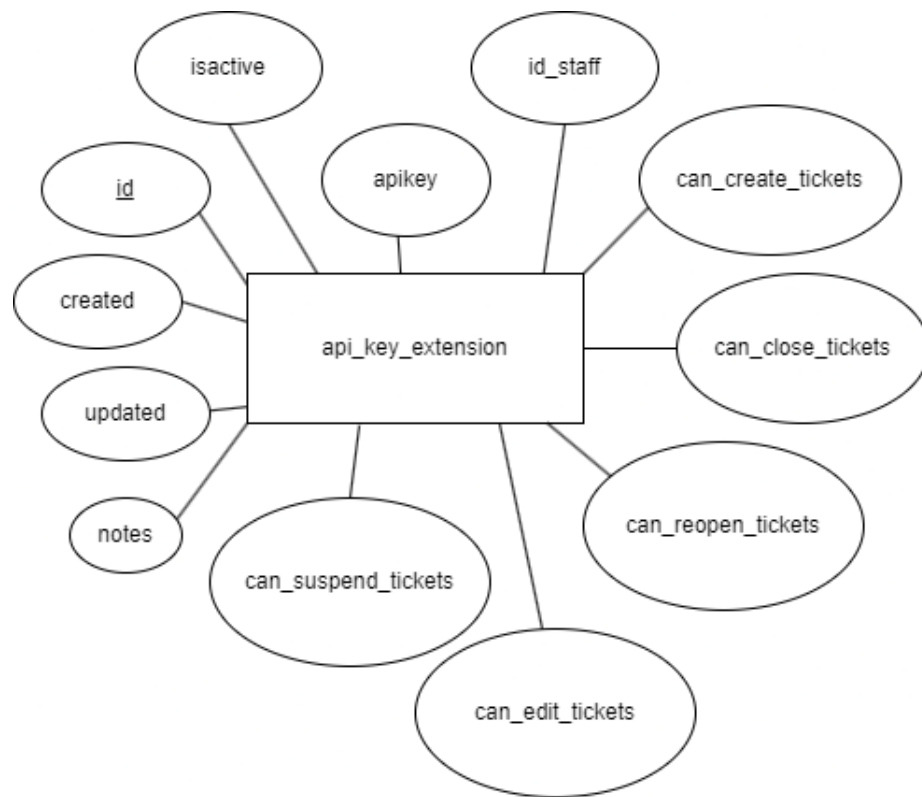 isactive
id_staff
id
apikey
can_create_tickets
created
api_key_extension
can_close_tickets
updated
notes
can_reopen_tickets
can_suspend_tickets
can_edit_tickets